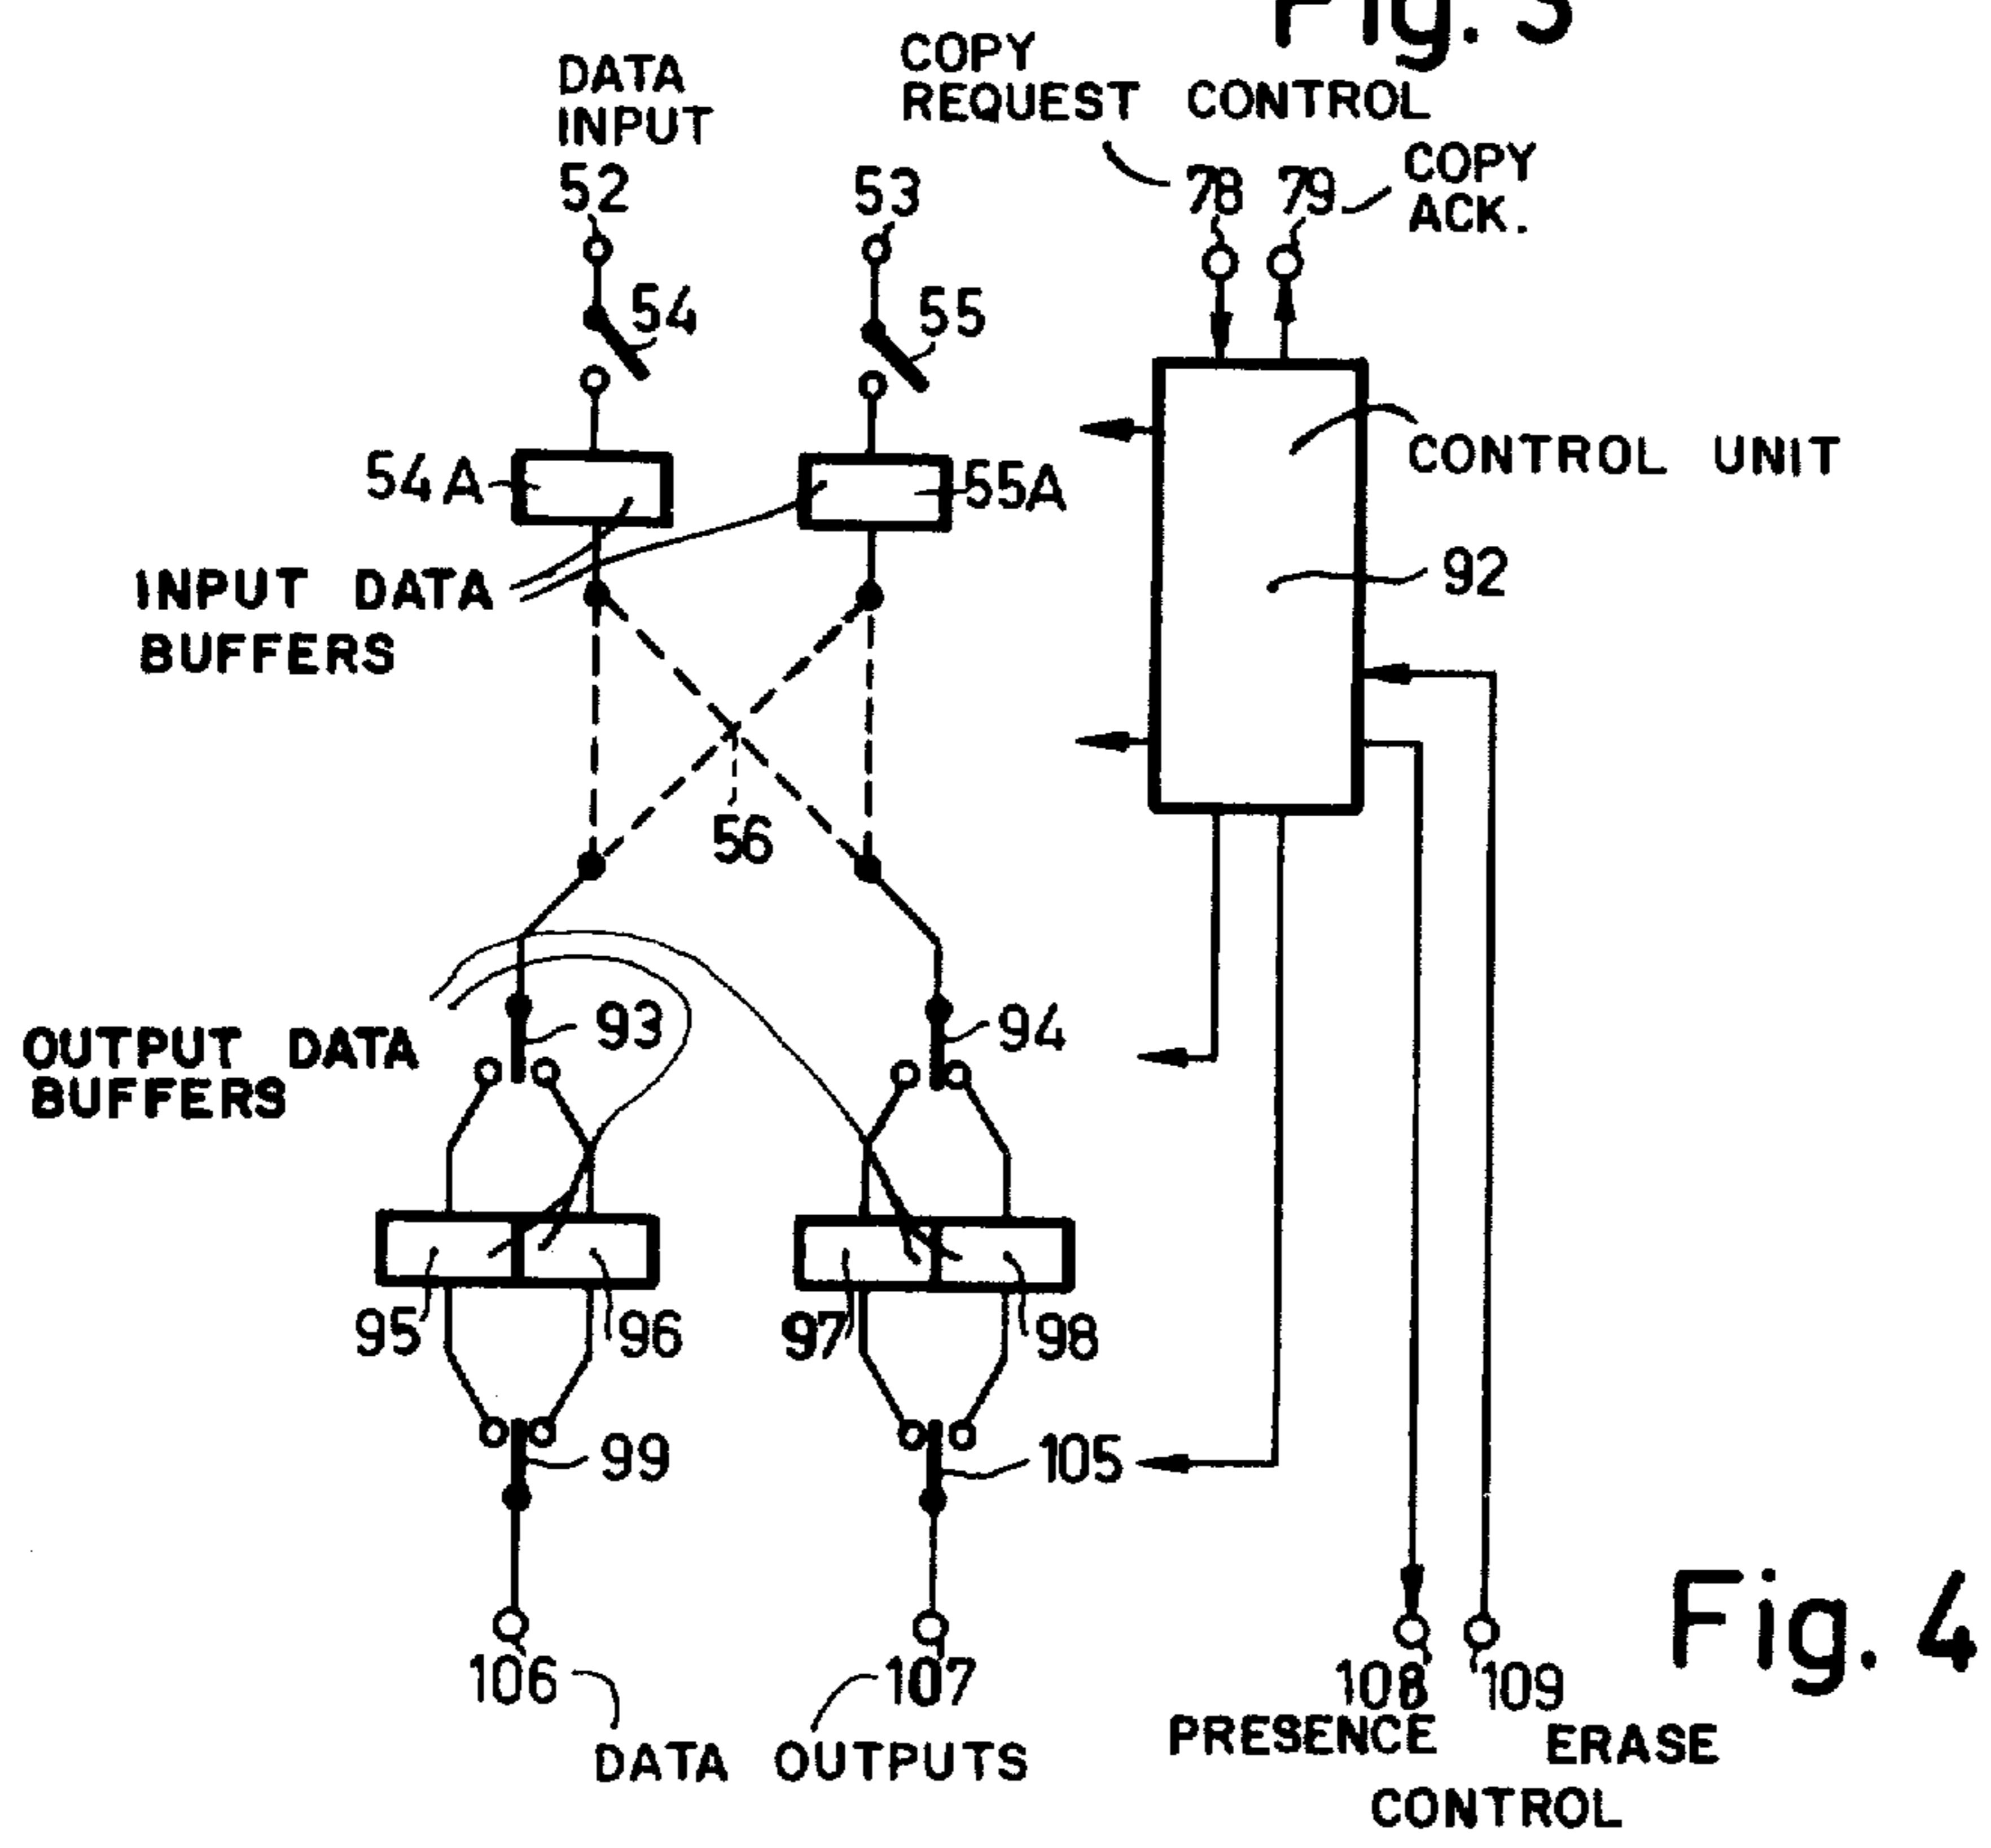 Fig. 3
DATA
INPUT
52
53
COPY
REQUEST CONTROL
78
79
COPY
ACK.
54
55
54A
55A
CONTROL UNIT
INPUT DATA
BUFFERS
92
56
OUTPUT DATA
BUFFERS
93
94
95
96
97
98
99
105
106
107
DATA OUTPUTS
108
109
PRESENCE
ERASE
CONTROL
Fig. 4